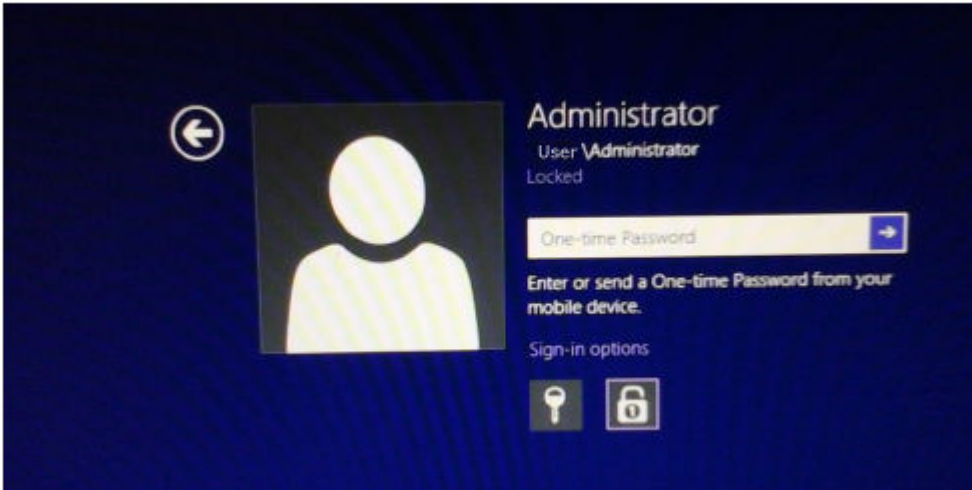 Administrator
User \Administrator
Locked
One-time Password
Enter or send a One-time Password from your
mobile device.
Sign-in options